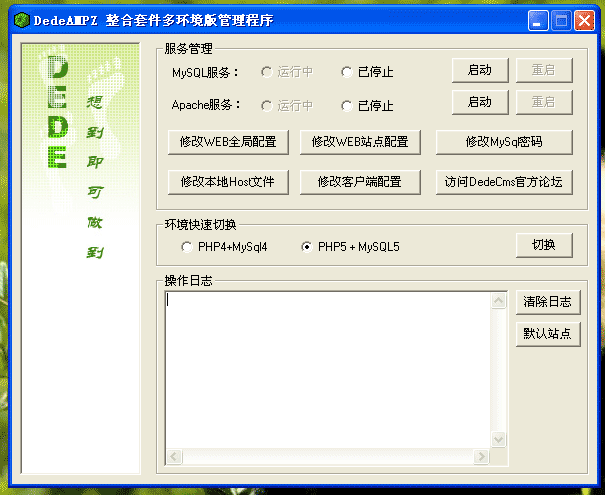 DedeAMPZ 整合套件多环境版管理程序
DEDE
想到即可做到
服务管理
MySQL服务： 运行中 已停止 启动 重启
Apache服务： 运行中 已停止 启动 重启
修改WEB全局配置 修改WEB站点配置 修改MySql密码
修改本地Host文件 修改客户端配置 访问DedeCms官方论坛
环境快速切换
PHP4+MySql4 PHP5 + MySQL5 切换
操作日志
清除日志
默认站点